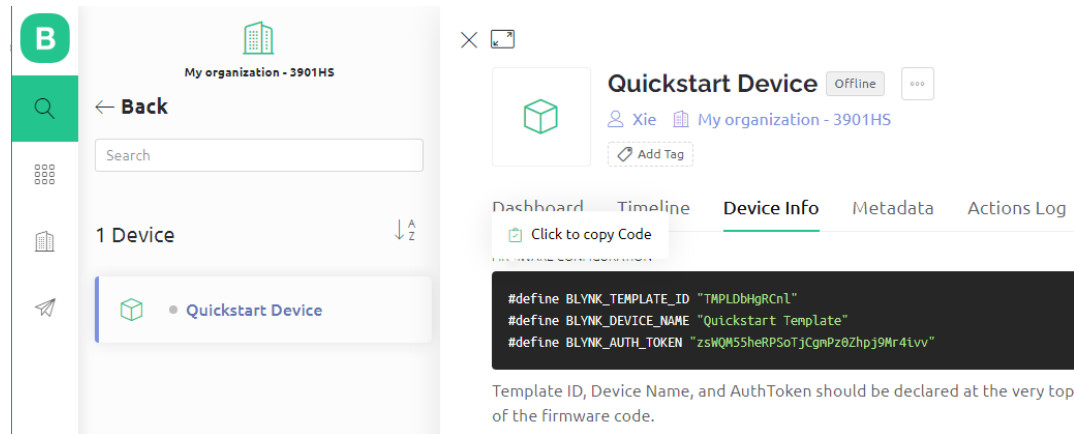 B
My organization - 3901HS
← Back
Search
1 Device
A
Z
Quickstart Device
Quickstart Device Offline
Xie My organization - 3901HS
Add Tag
Dashboard Timeline Device Info Metadata Actions Log
Click to copy Code
#define BLYNK_TEMPLATE_ID "TMPLDbHgRCnl"
#define BLYNK_DEVICE_NAME "Quickstart Template"
#define BLYNK_AUTH_TOKEN "zsWQM55heRPSoTjCgmPz0Zhpj9Mr4ivv"
Template ID, Device Name, and AuthToken should be declared at the very top
of the firmware code.